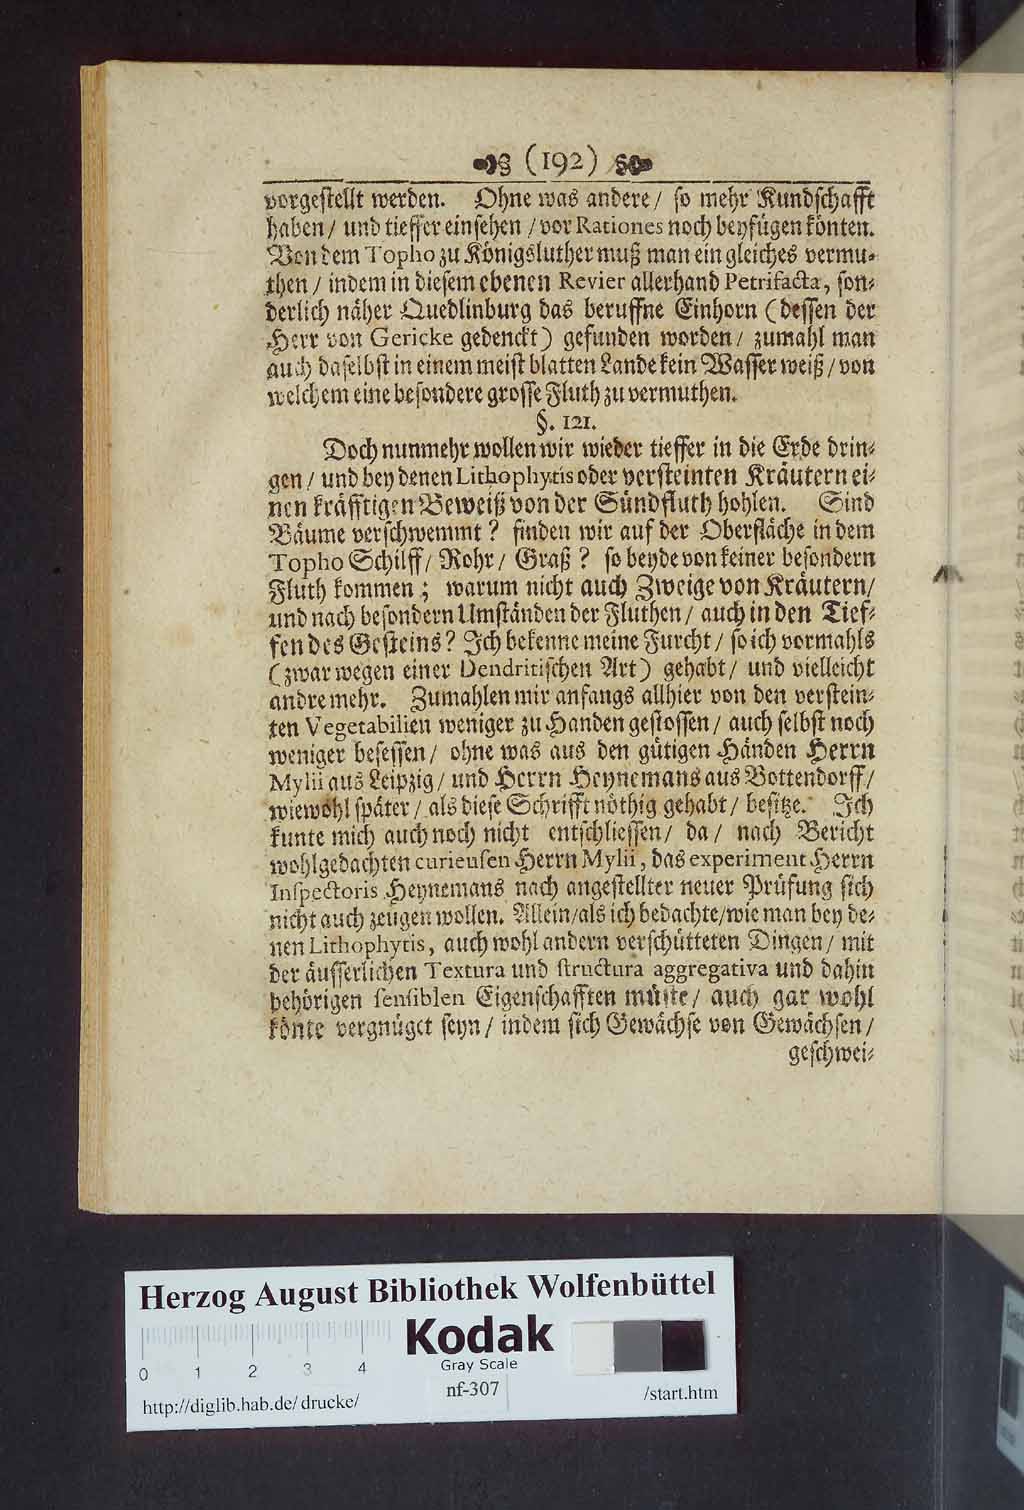 (192)
vorgestellt werden. Ohne was andere / so mehr Kundschafft
haben / und tieffer einsehen / vor Rationes noch beyfügen könten.
Von dem Topho zu Königsluther muß man ein gleiches vermu-
then / indem in diesem ebenen Revier allerhand Petrifacta, son-
derlich näher Quedlinburg das beruffne Einhorn (dessen der
Herr von Gericke gedenckt) gefunden worden / zumahl man
auch daselbst in einem meist blatten Lande kein Wasser weiß / von
welchem eine besondere grosse Fluth zu vermuthen.
§. 121.
Doch nunmehr wollen wir wieder tieffer in die Erde drin-
gen / und bey denen Lithophytis oder versteinten Kräutern ei-
nen kräfftigen Beweiß von der Sündfluth hohlen. Sind
Bäume verschwemmt? finden wir auf der Oberfläche in dem
Topho Schilff / Rohr / Graß? so beyde von keiner besondern
Fluth kommen; warum nicht auch Zweige von Kräutern /
und nach besondern Umständen der Fluthen / auch in den Tief-
fen des Gesteins? Ich bekenne meine Furcht / so ich vormahls
(zwar wegen einer Dendritischen Art) gehabt / und vielleicht
andre mehr. Zumahlen mir anfangs allhier von den verstein-
ten Vegetabilien weniger zu Handen gestossen / auch selbst noch
weniger besessen / ohne was aus den gütigen Händen Herrn
Mylii aus Leipzig / und Herrn Heynemans aus Bottendorff /
wiewohl später / als diese Schrifft nöthig gehabt / besitze. Ich
kunte mich auch noch nicht entschliessen / da / nach Bericht
wohlgedachten curieusen Herrn Mylii, das experiment Herrn
Inspectoris Heynemans nach angestellter neuer Prüfung sich
nicht auch zeugen wollen. Allein / als ich bedachte / wie man bey de-
nen Lithophytis, auch wohl andern verschütteten Dingen / mit
der äusserlichen Textura und structura aggregativa und dahin
behörigen sensiblen Eigenschafften müste / auch gar wohl
könte vergnüget seyn / indem sich Gewächse von Gewächsen /
geschwei-
Herzog August Bibliothek Wolfenbüttel
Kodak
Gray Scale
0 1 2 3 4
nf-307
http://diglib.hab.de/drucke/
/start.htm